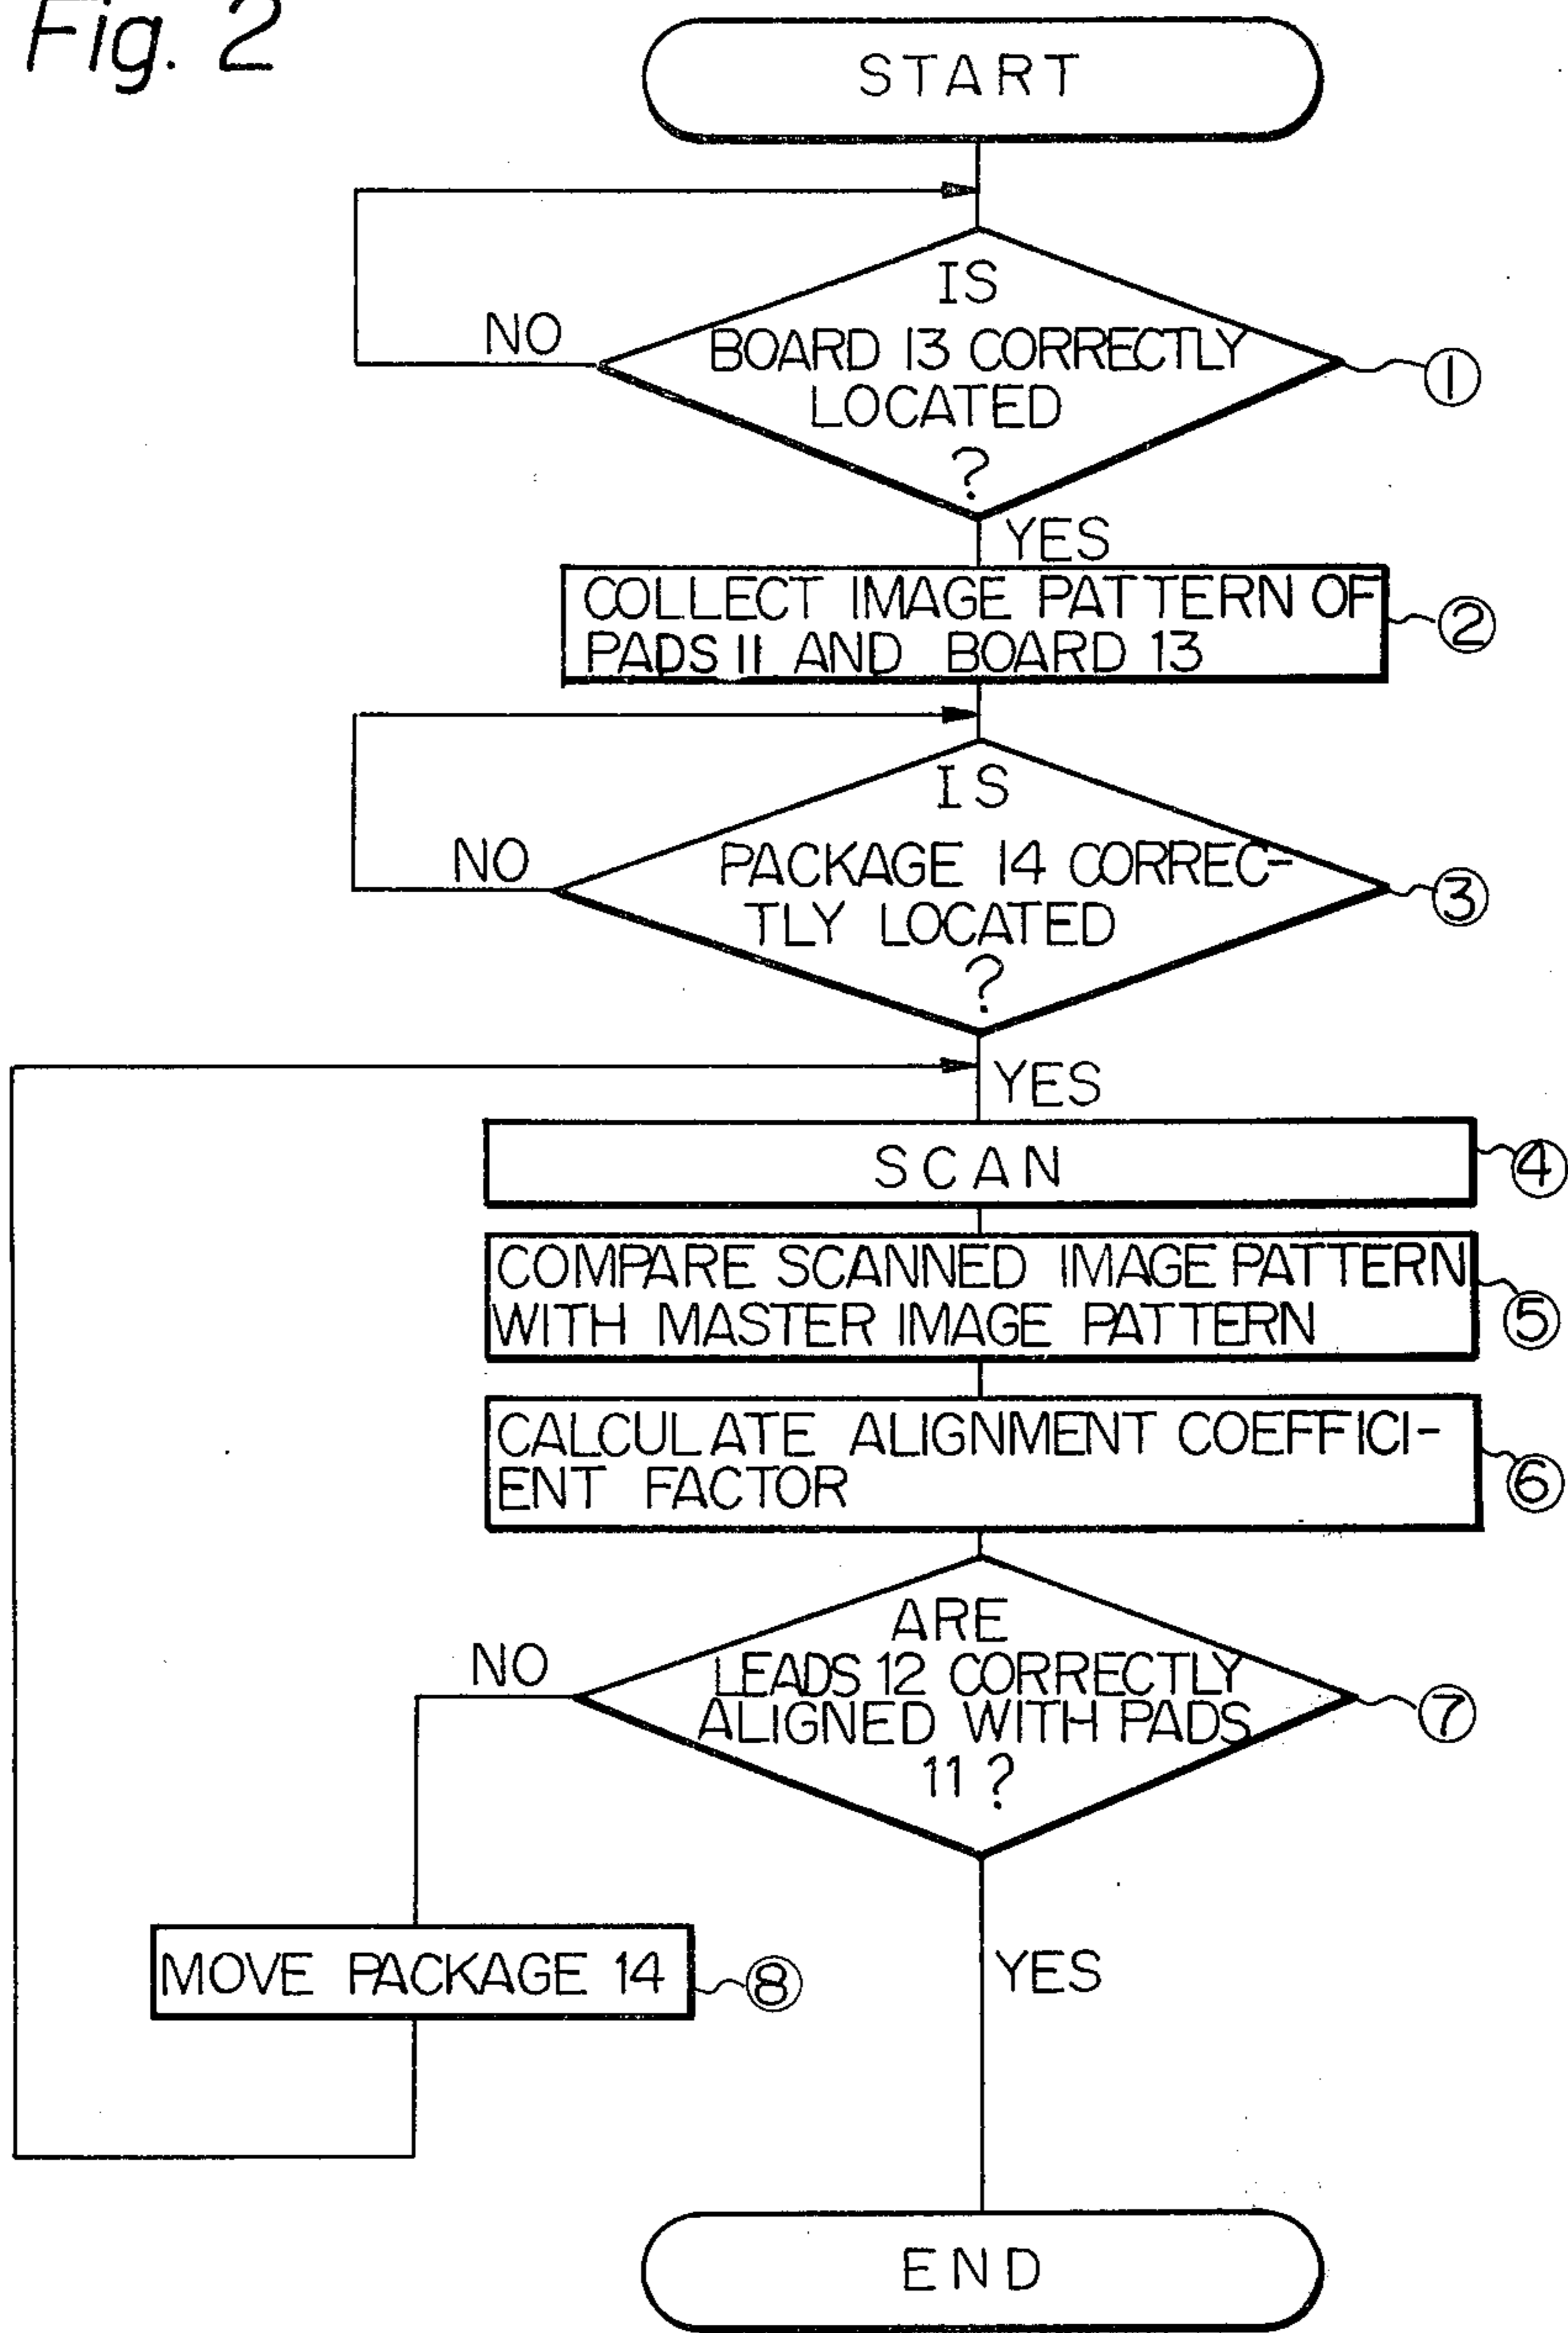 Fig. 2
START
IS
NO
BOARD 13 CORRECTLY
①
LOCATED
?
YES
COLLECT IMAGE PATTERN OF
②
PADS 11 AND BOARD 13
IS
NO
PACKAGE 14 CORREC-
③
TLY LOCATED
?
YES
SCAN
④
COMPARE SCANNED IMAGE PATTERN
WITH MASTER IMAGE PATTERN
⑤
CALCULATE ALIGNMENT COEFFICI-
ENT FACTOR
⑥
ARE
NO
LEADS 12 CORRECTLY
ALIGNED WITH PADS
⑦
11 ?
MOVE PACKAGE 14
⑧
YES
END